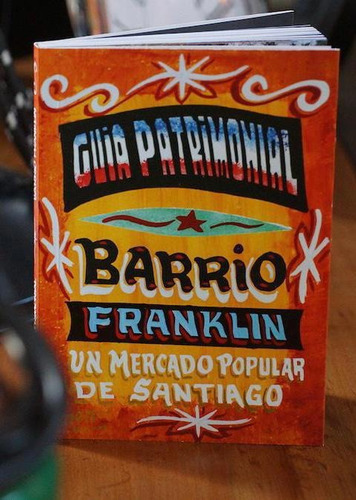 GUÍA PATRIMONIAL
BARRIO
FRANKLIN
UN MERCADO POPULAR
DE SANTIAGO